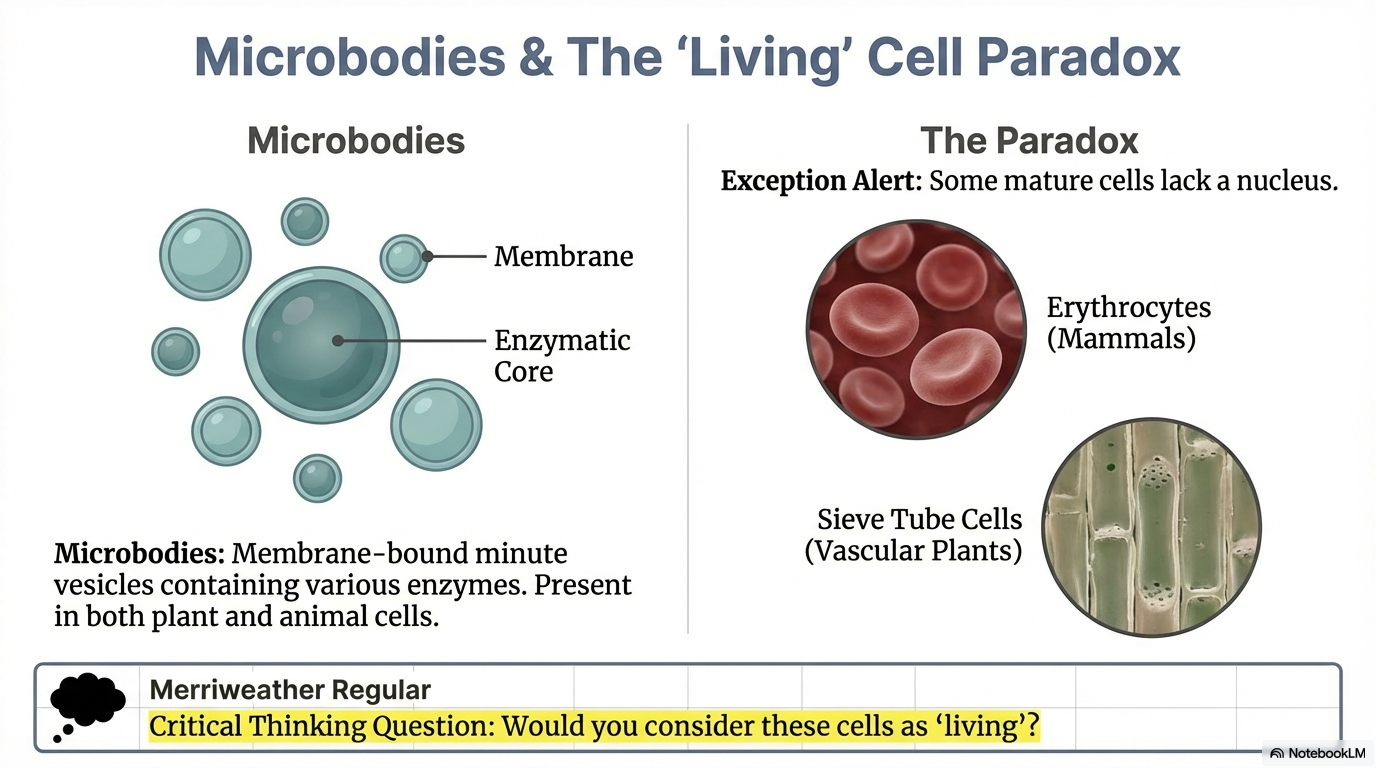 Microbodies & The ‘Living’ Cell Paradox
Microbodies
Membrane
Enzymatic
Core
Microbodies: Membrane-bound minute
vesicles containing various enzymes. Present
in both plant and animal cells.
The Paradox
Exception Alert: Some mature cells lack a nucleus.
Erythrocytes
(Mammals)
Sieve Tube Cells
(Vascular Plants)
Merriweather Regular
Critical Thinking Question: Would you consider these cells as ‘living’?
NotebookLM